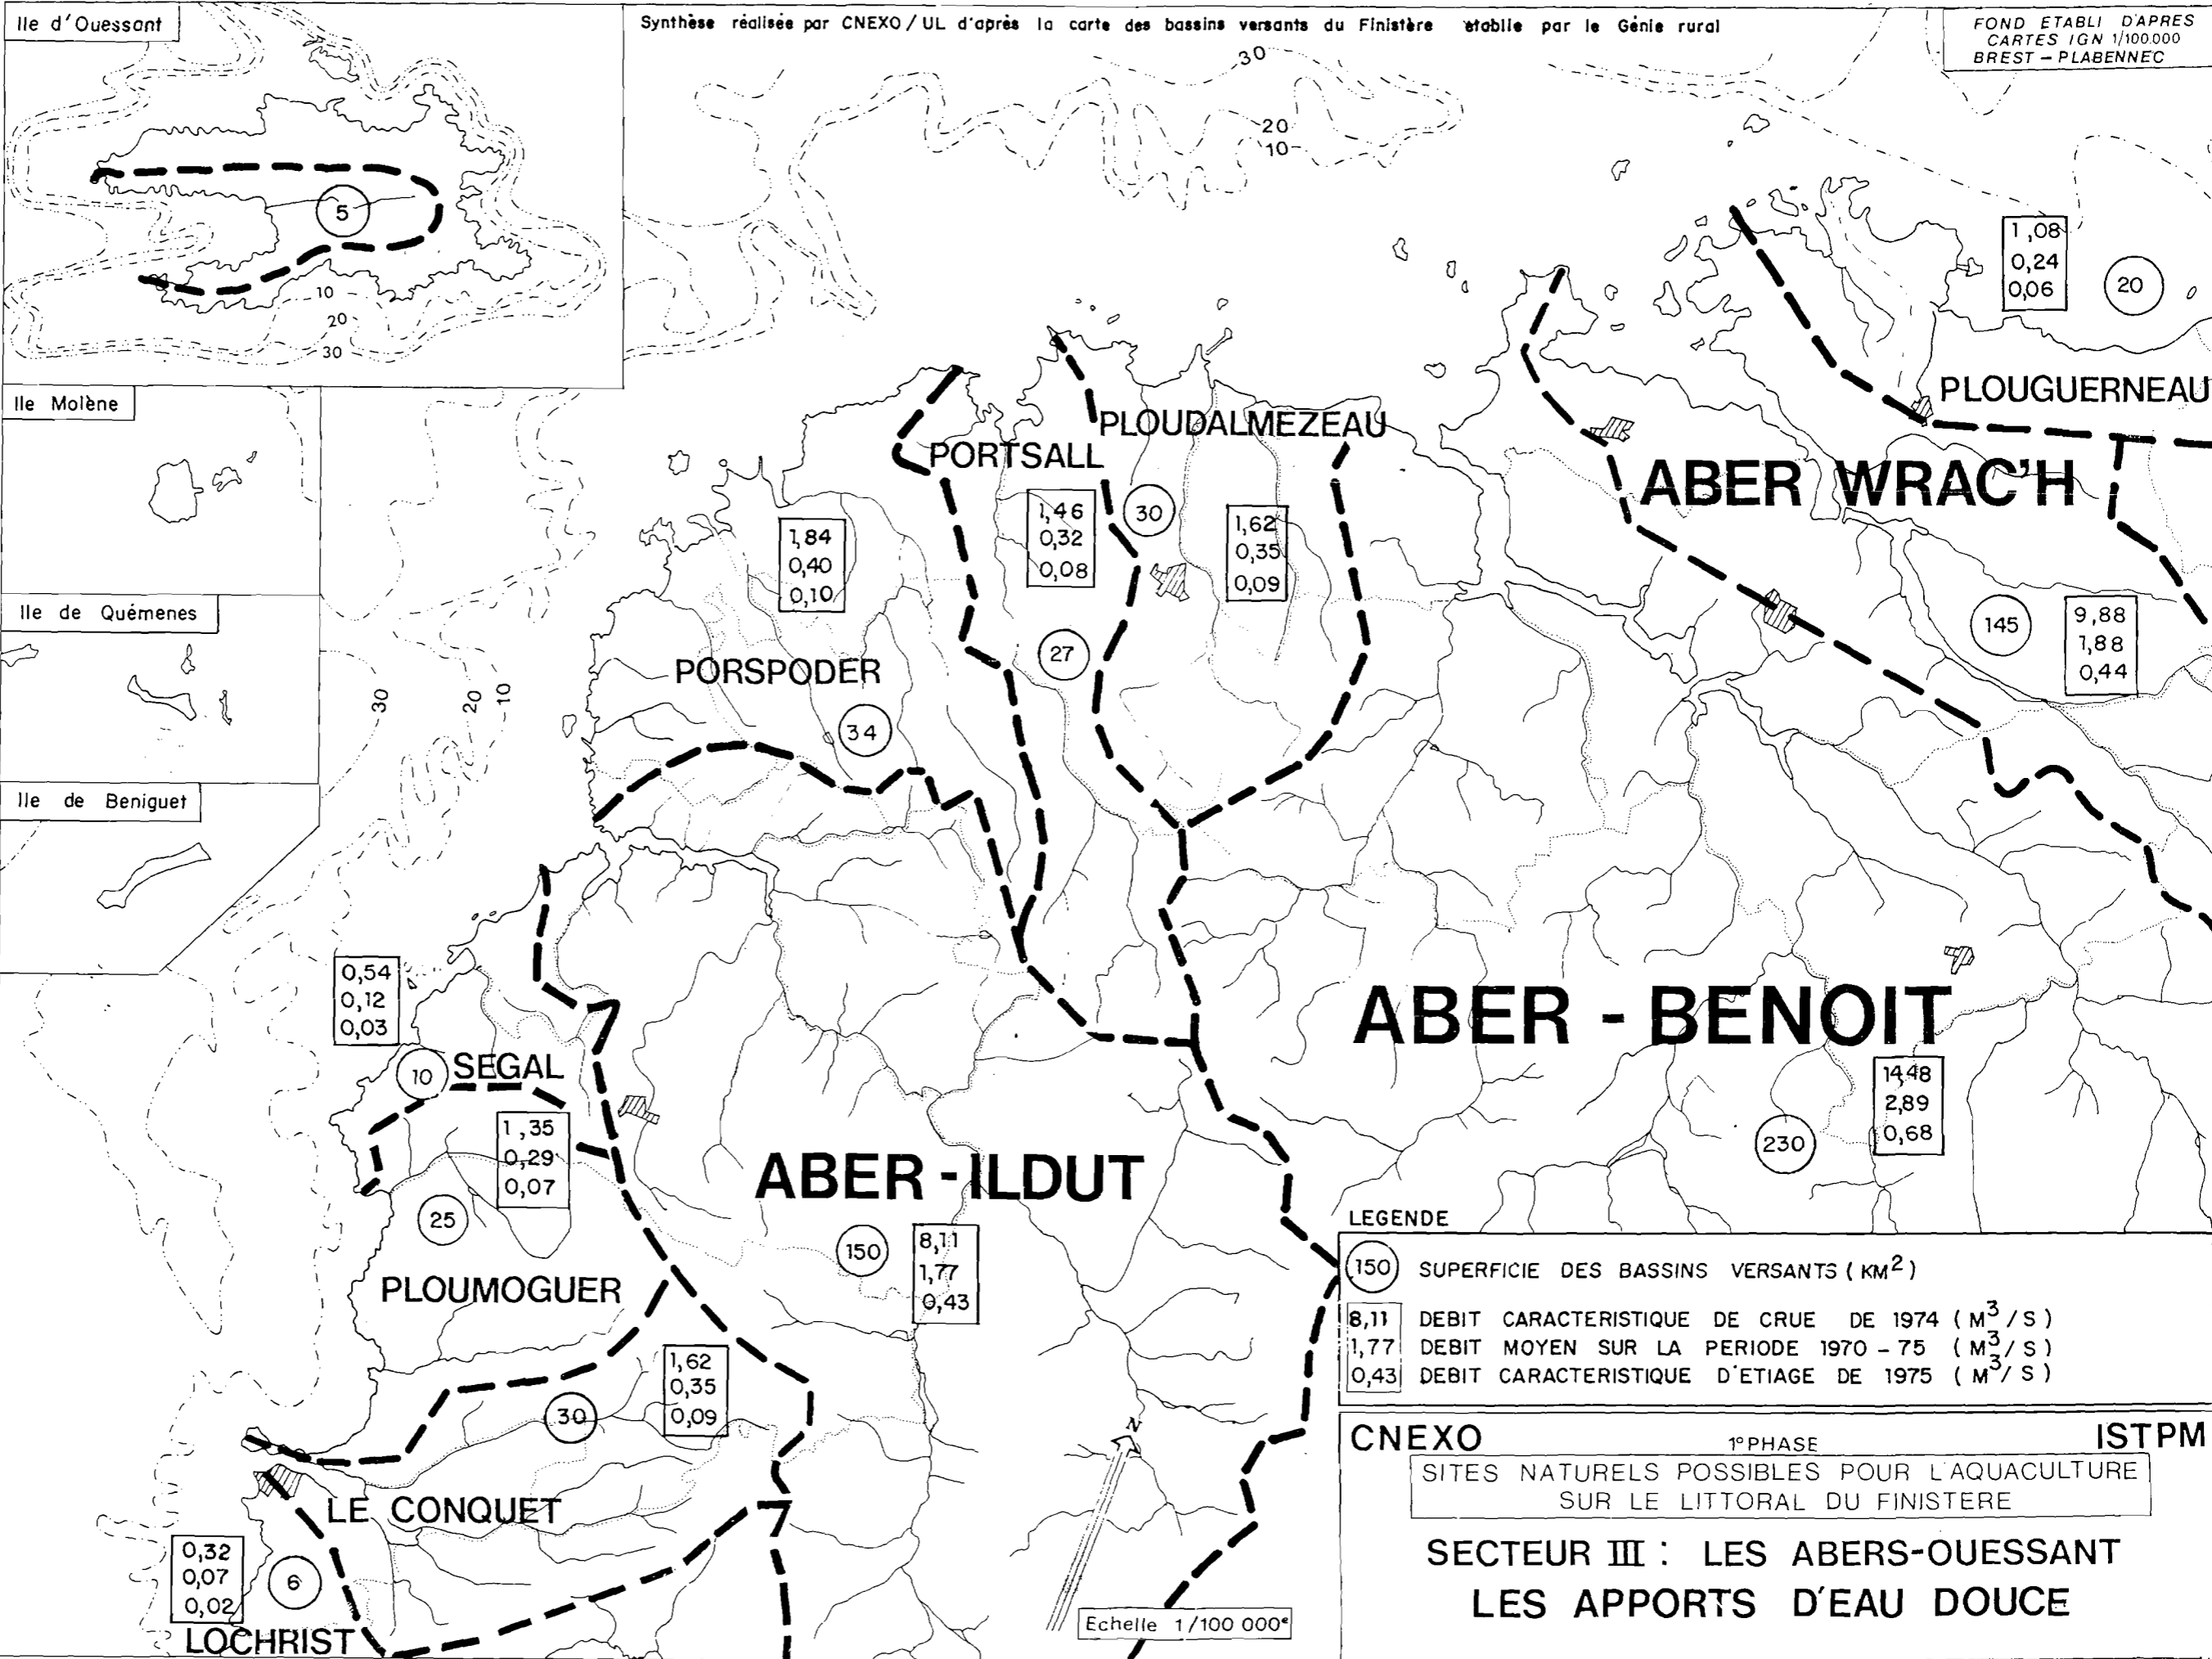 Ile d'Ouessant
Synthèse réalisée par CNEXO / UL d'après la carte des bassins versants du Finistère établie par le Génie rural
FOND ETABLI D'APRES
CARTES IGN 1/100.000
BREST – PLABENNEC
30
20
10
5
10
20
30
1,08
0,24
0,06
20
Ile Molène
PLOUGUERNEAU
PLOUDALMEZEAU
PORTSALL
ABER WRAC'H
1,84
0,40
0,10
1,46
0,32
0,08
30
1,62
0,35
0,09
Ile de Quémenes
27
145
9,88
1,88
0,44
PORSPODER
34
30
20
10
Ile de Beniguet
0,54
0,12
0,03
ABER - BENOIT
10
SEGAL
14,48
2,89
0,68
230
1,35
0,29
0,07
ABER - ILDUT
25
150
8,11
1,77
0,43
PLOUMOGUER
1,62
0,35
0,09
30
LE CONQUET
0,32
0,07
0,02
6
LOCHRIST
N
Echelle 1/100 000e
LEGENDE
150 SUPERFICIE DES BASSINS VERSANTS ( KM2 )
8,11 DEBIT CARACTERISTIQUE DE CRUE DE 1974 ( M3 / S )
1,77 DEBIT MOYEN SUR LA PERIODE 1970 - 75 ( M3 / S )
0,43 DEBIT CARACTERISTIQUE D'ETIAGE DE 1975 ( M3 / S )
CNEXO 1° PHASE ISTPM
SITES NATURELS POSSIBLES POUR L'AQUACULTURE
SUR LE LITTORAL DU FINISTERE
SECTEUR III : LES ABERS-OUESSANT
LES APPORTS D'EAU DOUCE